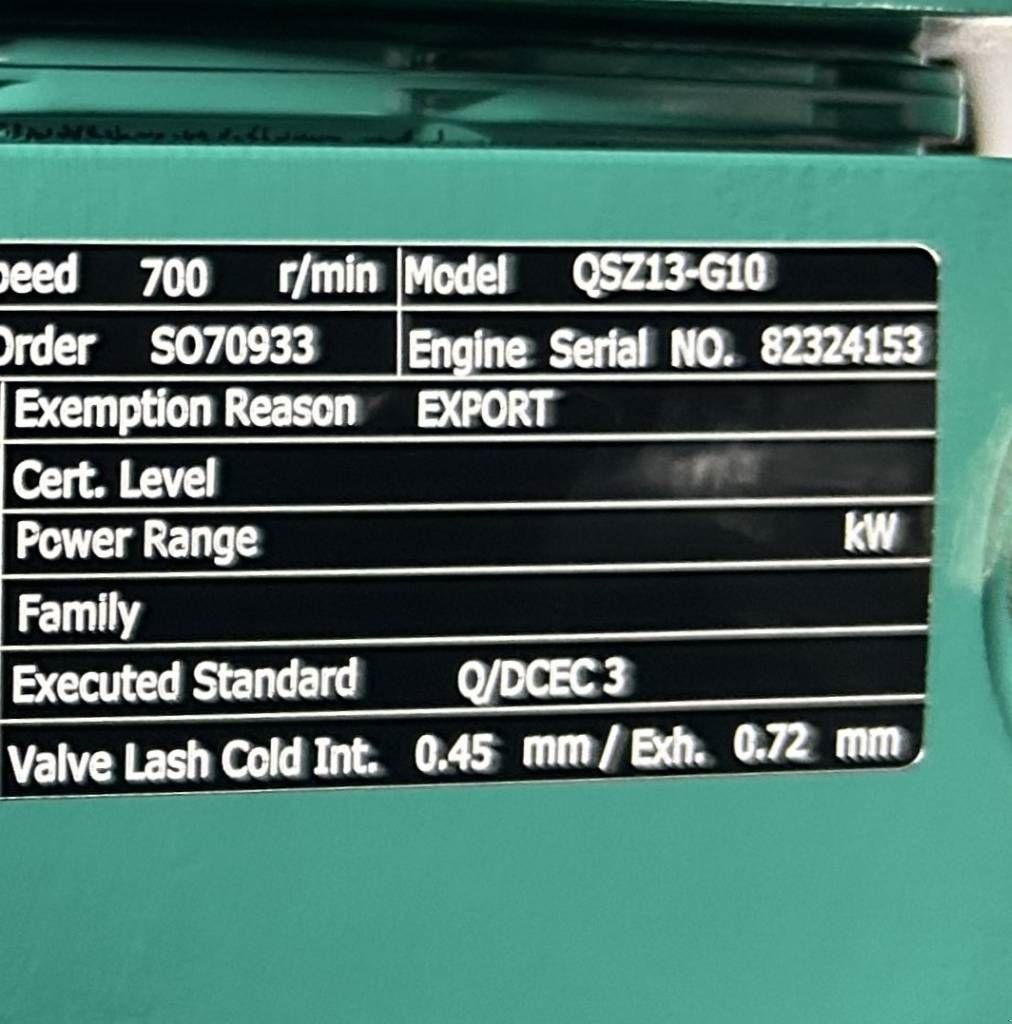 peed 700 r/min Model QSZ13-G10
Order SO70933 Engine Serial NO. 82324153
Exemption Reason EXPORT
Cert. Level
Power Range kW
Family
Executed Standard Q/DCEC 3
Valve Lash Cold Int. 0.45 mm / Exh. 0.72 mm